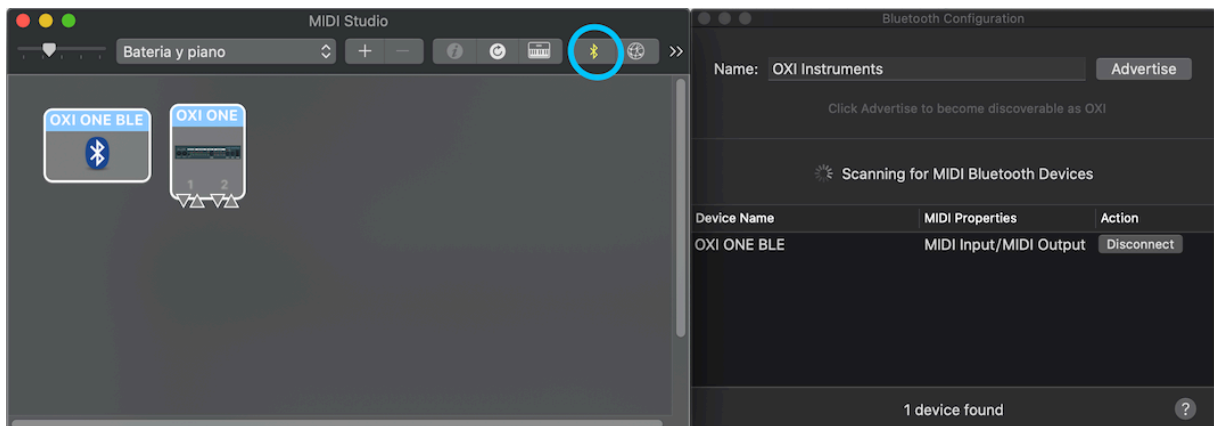 MIDI Studio
Bateria y piano
OXI ONE BLE
OXI ONE
1 2
Bluetooth Configuration
Name: OXI Instruments Advertise
Click Advertise to become discoverable as OXI
Scanning for MIDI Bluetooth Devices
Device Name MIDI Properties Action
OXI ONE BLE MIDI Input/MIDI Output Disconnect
1 device found ?